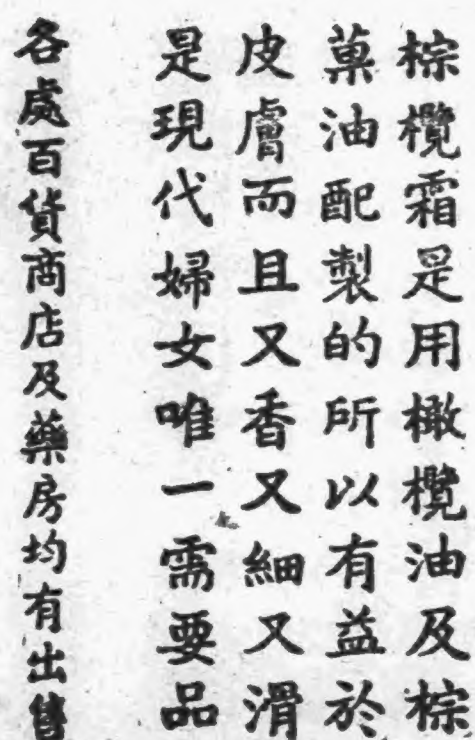 棕欖霜是用橄欖油及棕
菓油配製的所以有益於
皮膚而且又香又細又滑
是現代婦女唯一需要品
各處百貨商店及藥房均有出售